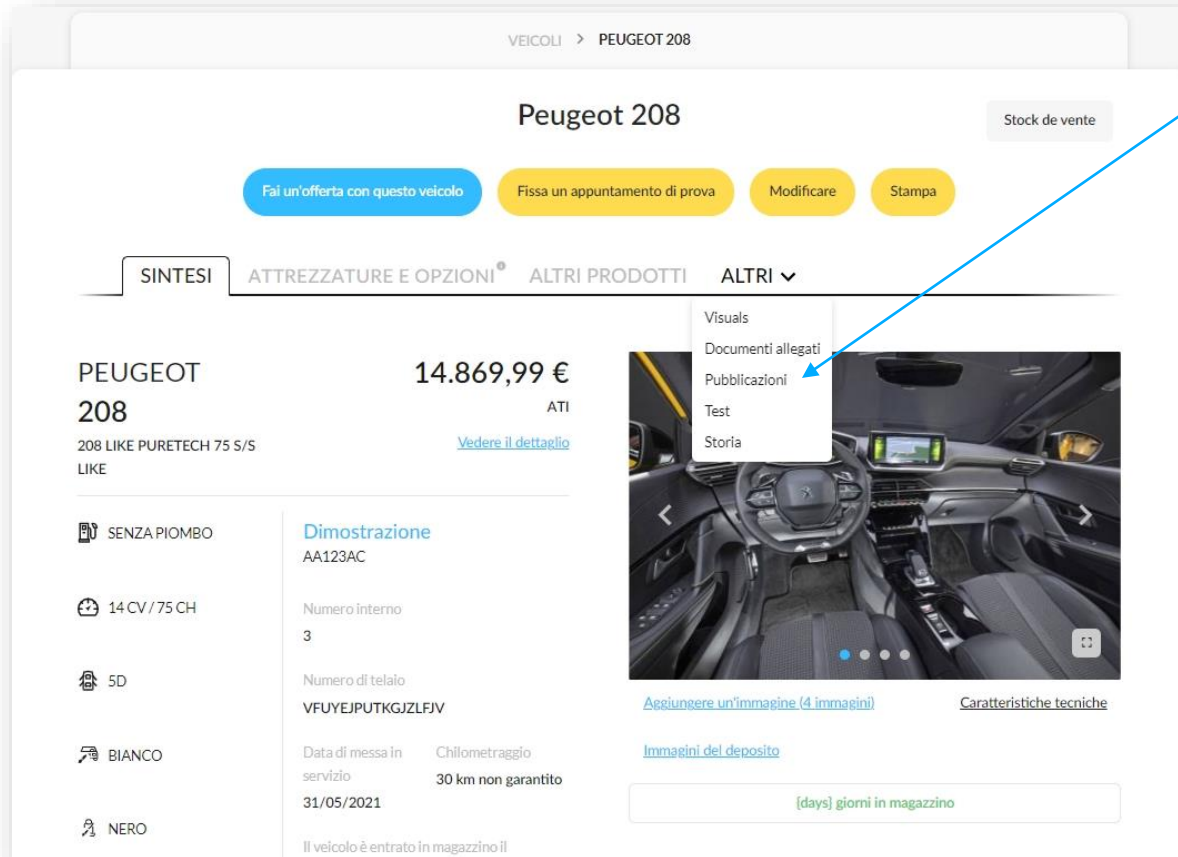 VEICOLI > PEUGEOT 208
Peugeot 208
Stock de vente
Fai un'offerta con questo veicolo
Fissa un appuntamento di prova
Modificare
Stampa
SINTESI
ATTREZZATURE E OPZIONI
ALTRI PRODOTTI
ALTRI
Visuals
Documenti allegati
Pubblicazioni
Test
Storia
PEUGEOT
208
208 LIKE PURETECH 75 S/S
LIKE
14.869,99 €
ATI
Vedere il dettaglio
SENZA PIOMBO
14 CV / 75 CH
5D
BIANCO
NERO
Dimostrazione
AA123AC
Numero interno
3
Numero di telaio
VFUYEJPUTKGJZLFJV
Data di messa in
servizio
31/05/2021
Chilometraggio
30 km non garantito
Il veicolo è entrato in magazzino il
Aggiungere un'immagine (4 immagini)
Caratteristiche tecniche
Immagini del deposito
{days} giorni in magazzino